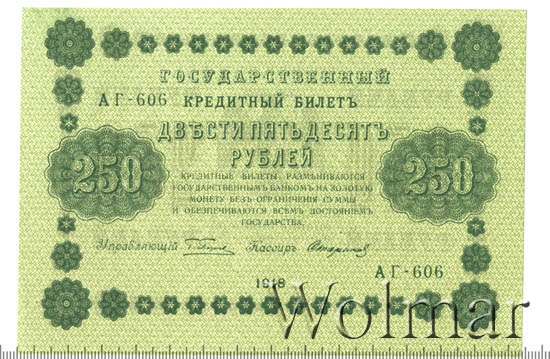 ГОСУДАРСТВЕННЫЙ
АГ-606 КРЕДИТНЫЙ БИЛЕТЪ
ДВѢСТИ ПЯТЬДЕСЯТЪ
РУБЛЕЙ
250 250
КРЕДИТНЫЕ БИЛЕТЫ РАЗМѢНИВАЮТСЯ
ГОСУДАРСТВЕННЫМЪ БАНКОМЪ НА ЗОЛОТУЮ
МОНЕТУ БЕЗЪ ОГРАНИЧЕНІЯ СУММЫ
И ОБЕЗПЕЧИВАЮТСЯ ВСѢМЪ ДОСТОЯНІЕМЪ
ГОСУДАРСТВА.
Управляющій Кассиръ
АГ-606
1918
Wolmar